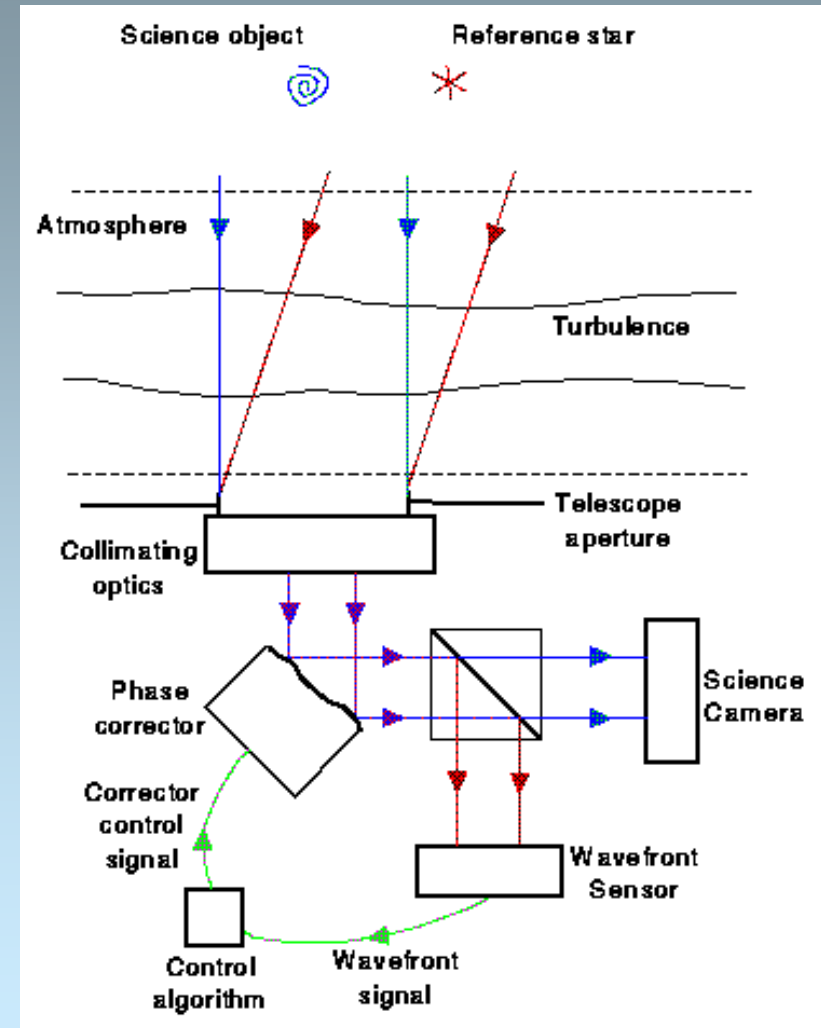 Science object
Reference star
Atmosphere
Turbulence
Telescope
aperture
Collimating
optics
Phase
corrector
Science
Camera
Corrector
control
signal
Wavefront
Sensor
Control
algorithm
Wavefront
signal